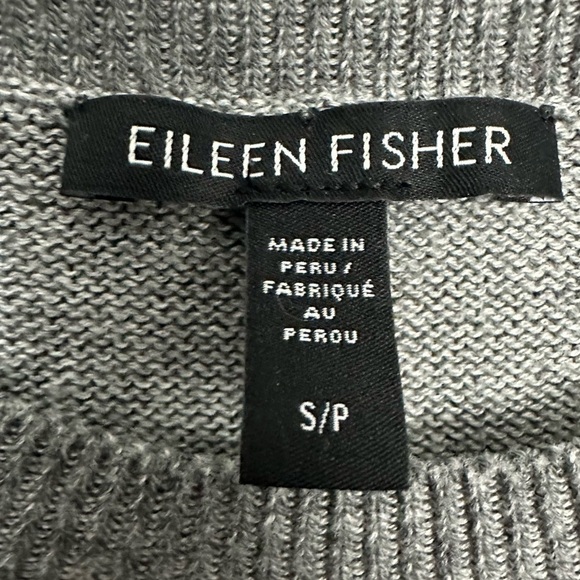 EILEEN FISHER
MADE IN
PERU /
FABRIQUÉ
AU
PEROU
S/P